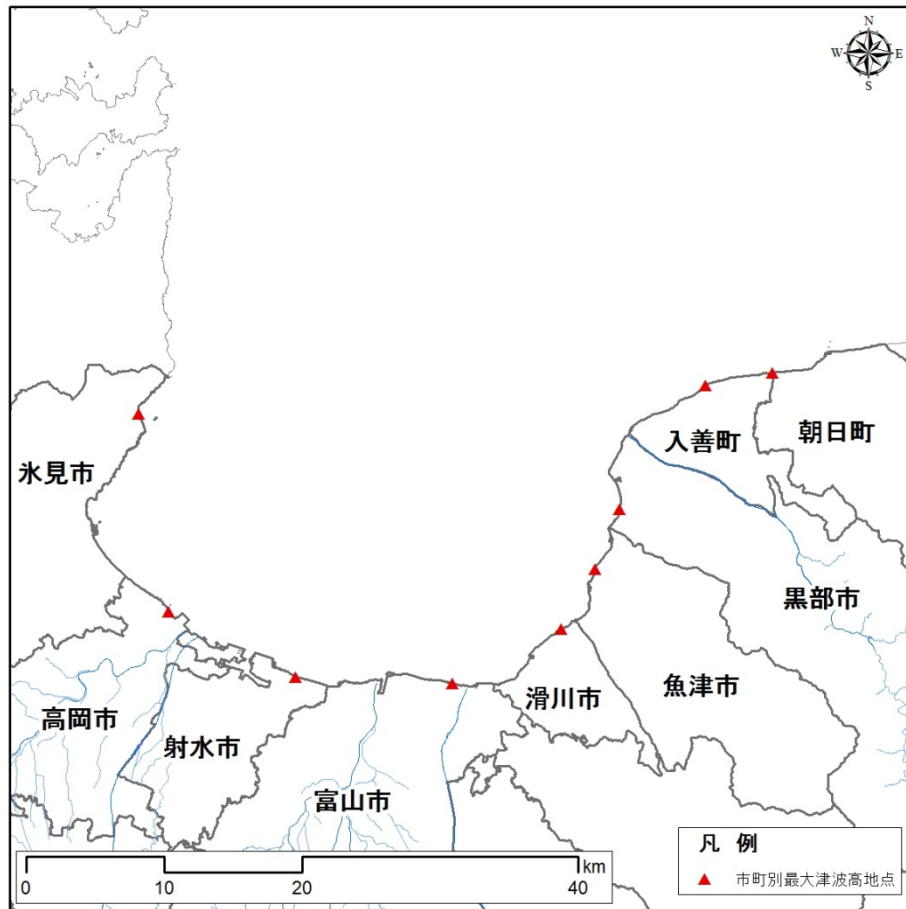 N
W E
S
氷見市
入善町
朝日町
黒部市
高岡市
射水市
富山市
滑川市
魚津市
凡 例
市町別最大津波高地点
km
0 10 20 40